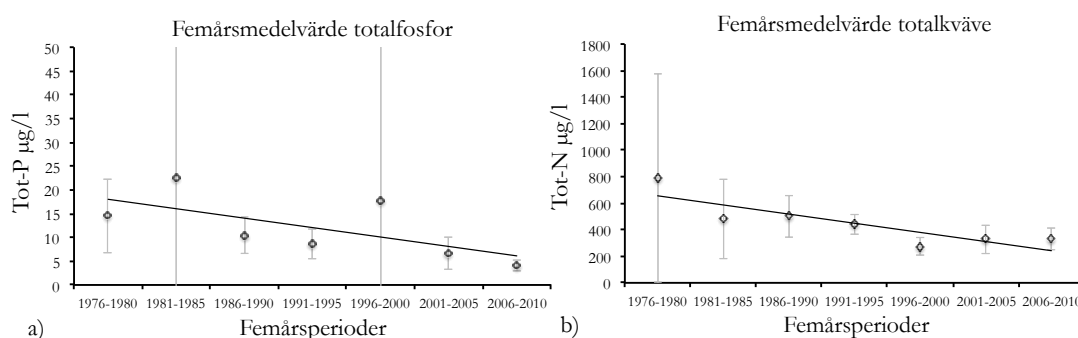 Femårsmedelvärde totalfosfor
Tot-P µg/l
50
45
40
35
30
25
20
15
10
5
0
1976-1980 1981-1985 1986-1990 1991-1995 1996-2000 2001-2005 2006-2010
Femårsperioder
a)
Femårsmedelvärde totalkväve
Tot-N µg/l
1800
1600
1400
1200
1000
800
600
400
200
0
1976-1980 1981-1985 1986-1990 1991-1995 1996-2000 2001-2005 2006-2010
Femårsperioder
b)